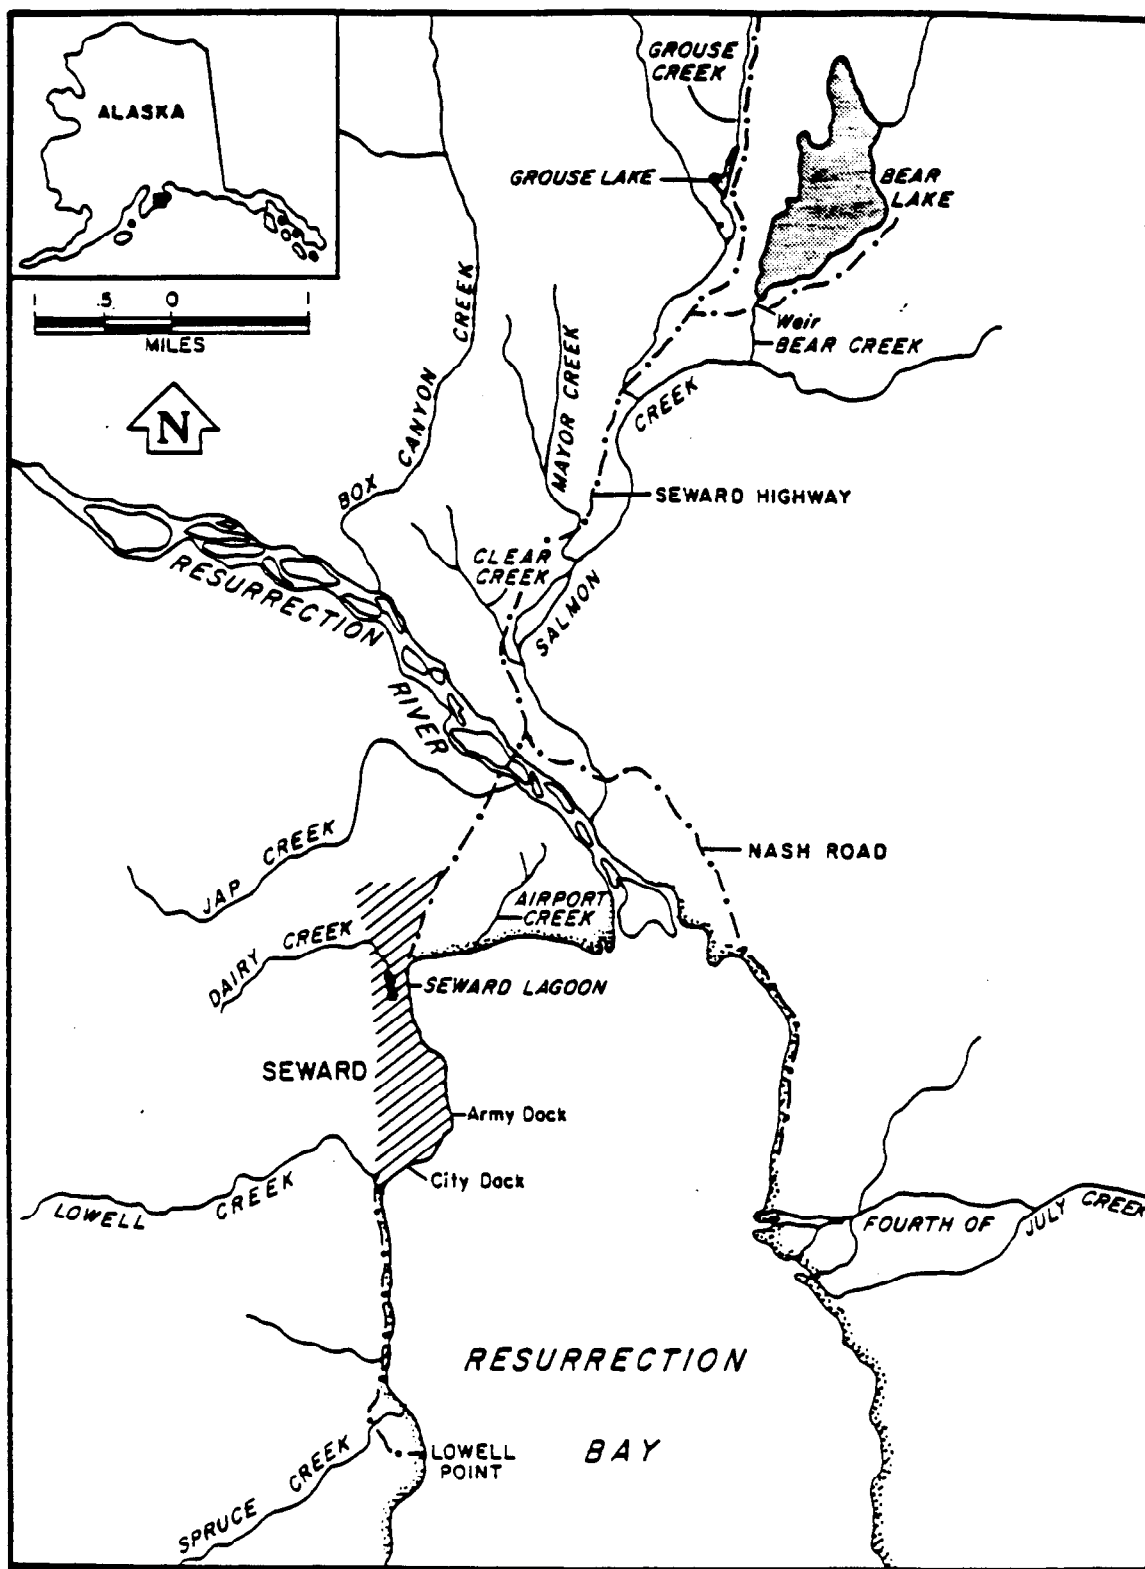 ALASKA
.5 0 1
MILES
N
GROUSE
CREEK
GROUSE LAKE
BEAR
LAKE
Weir
BEAR CREEK
CREEK
MAYOR CREEK
BOX CANYON CREEK
SEWARD HIGHWAY
CLEAR
CREEK
SALMON
RESURRECTION
RIVER
JAP CREEK
NASH ROAD
AIRPORT
CREEK
DAIRY CREEK
SEWARD LAGOON
SEWARD
Army Dock
City Dock
LOWELL CREEK
FOURTH OF JULY CREEK
RESURRECTION
BAY
LOWELL
POINT
SPRUCE CREEK